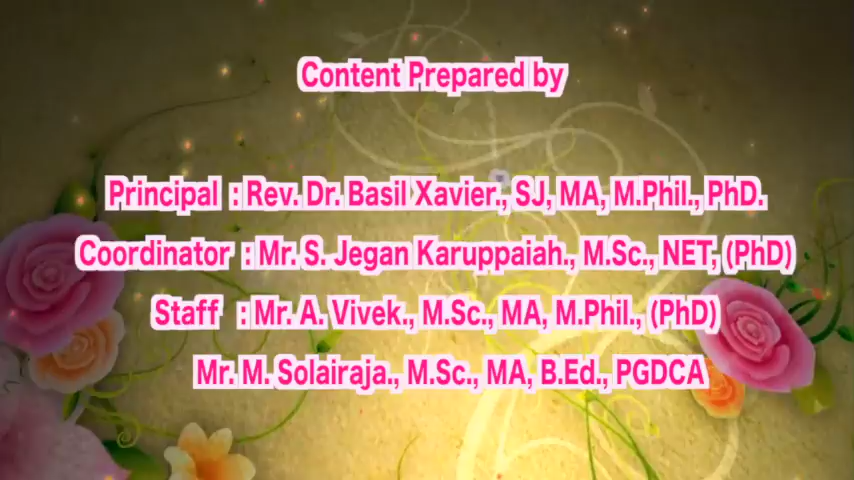 Content Prepared by
Principal : Rev. Dr. Basil Xavier., SJ, MA, M.Phil., PhD.
Coordinator : Mr. S. Jegan Karuppaiah., M.Sc., NET, (PhD)
Staff : Mr. A. Vivek., M.Sc., MA, M.Phil., (PhD)
Mr. M. Solairaja., M.Sc., MA, B.Ed., PGDCA